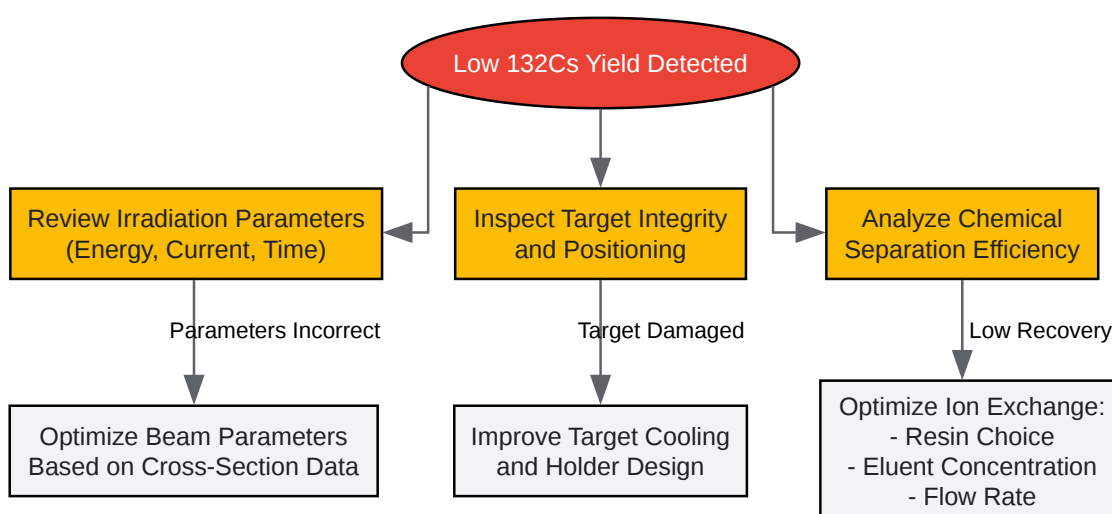 Low 132Cs Yield Detected
Review Irradiation Parameters
(Energy, Current, Time)
Inspect Target Integrity
and Positioning
Analyze Chemical
Separation Efficiency
Parameters Incorrect
Target Damaged
Low Recovery
Optimize Beam Parameters
Based on Cross-Section Data
Improve Target Cooling
and Holder Design
Optimize Ion Exchange:
- Resin Choice
- Eluent Concentration
- Flow Rate